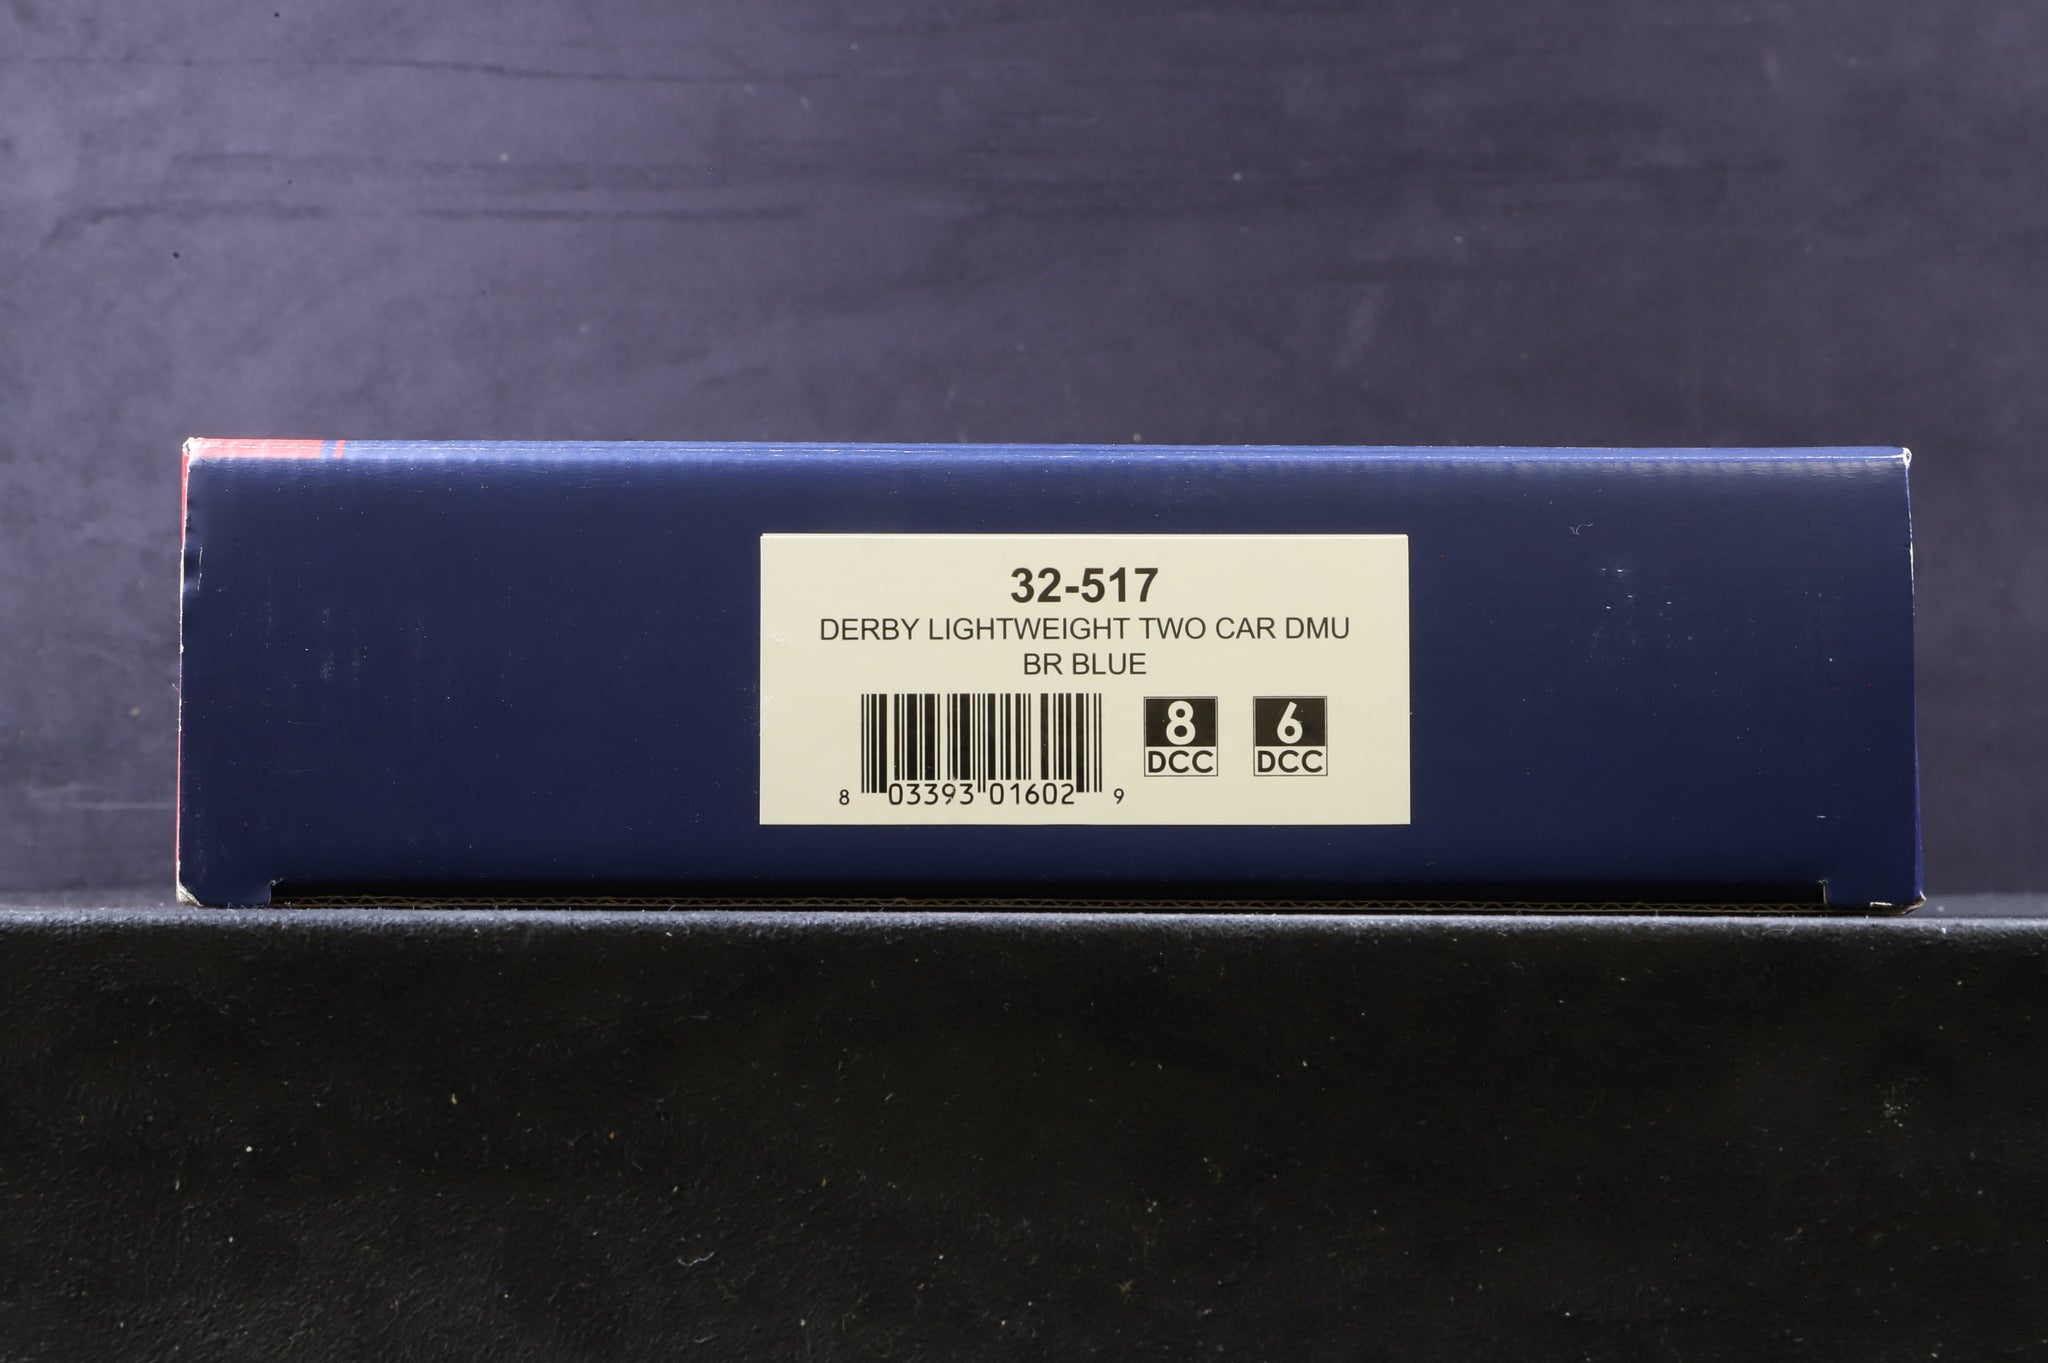 32-517
DERBY LIGHTWEIGHT TWO CAR DMU
BR BLUE
8 03393 01602 9
8 DCC
6 DCC